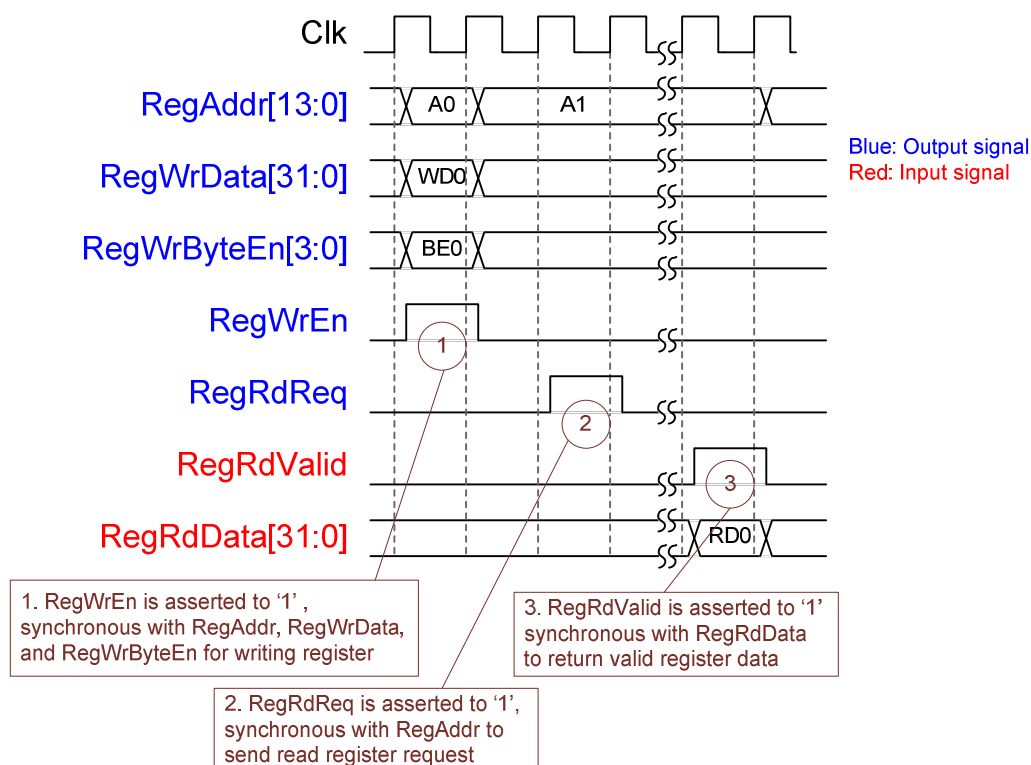 Clk
RegAddr[13:0]
A0
A1
Blue: Output signal
Red: Input signal
RegWrData[31:0]
WD0
RegWrByteEn[3:0]
BE0
RegWrEn
1
RegRdReq
2
RegRdValid
3
RegRdData[31:0]
RD0
1. RegWrEn is asserted to ‘1’ ,
synchronous with RegAddr, RegWrData,
and RegWrByteEn for writing register
3. RegRdValid is asserted to ‘1’
synchronous with RegRdData
to return valid register data
2. RegRdReq is asserted to ‘1’,
synchronous with RegAddr to
send read register request